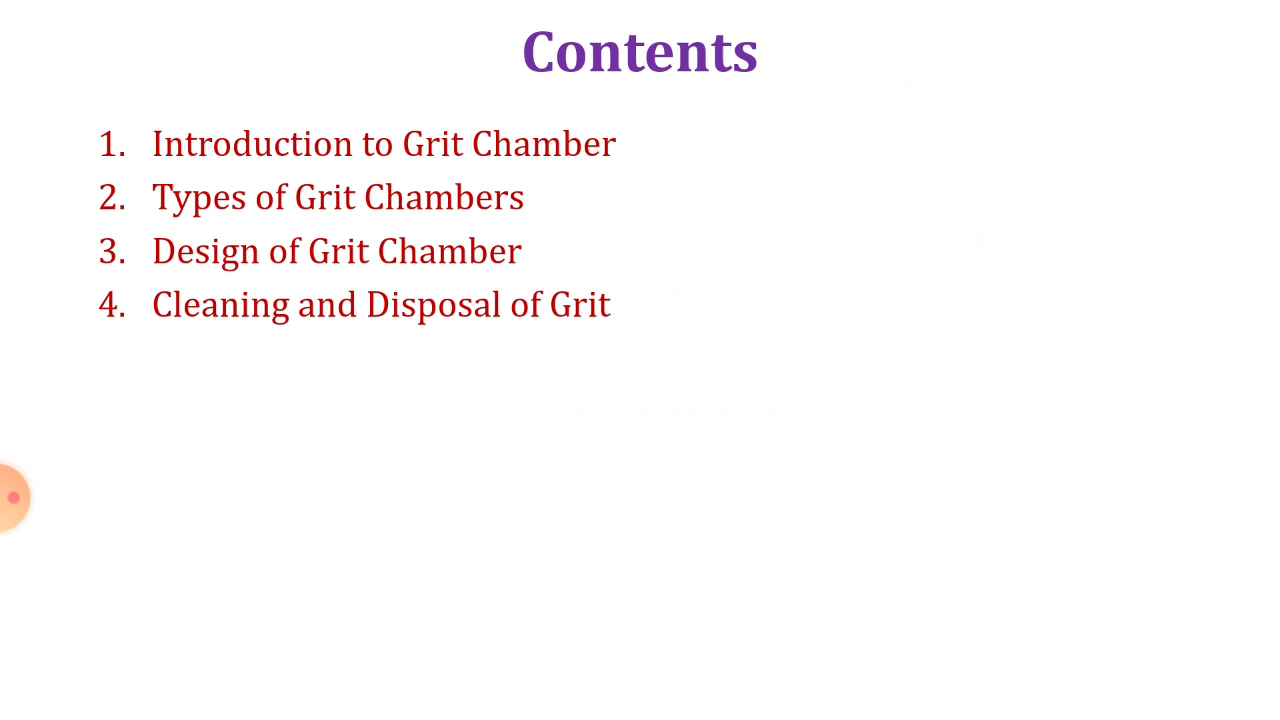 Contents
1. Introduction to Grit Chamber
2. Types of Grit Chambers
3. Design of Grit Chamber
4. Cleaning and Disposal of Grit